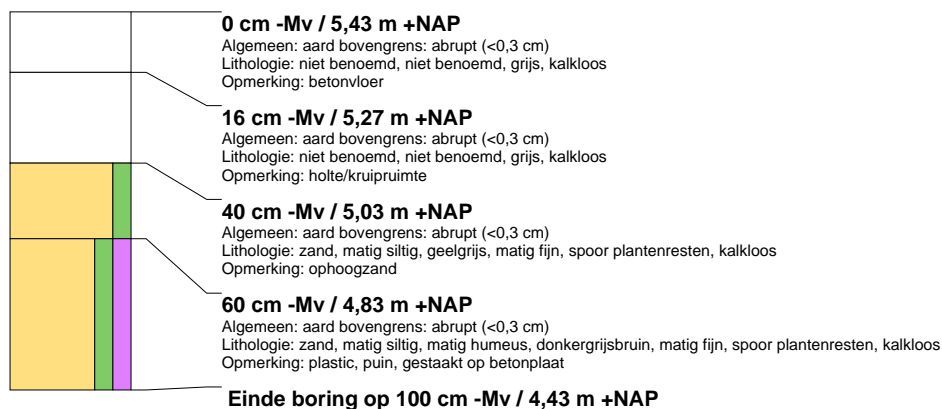 0 cm -Mv / 5,43 m +NAP
Algemeen: aard bovengrens: abrupt (<0,3 cm)
Lithologie: niet benoemd, niet benoemd, grijs, kalkloos
Opmerking: betonvloer
16 cm -Mv / 5,27 m +NAP
Algemeen: aard bovengrens: abrupt (<0,3 cm)
Lithologie: niet benoemd, niet benoemd, grijs, kalkloos
Opmerking: holte/kruipruimte
40 cm -Mv / 5,03 m +NAP
Algemeen: aard bovengrens: abrupt (<0,3 cm)
Lithologie: zand, matig siltig, geelgrijs, matig fijn, spoor plantenresten, kalkloos
Opmerking: ophoogzand
60 cm -Mv / 4,83 m +NAP
Algemeen: aard bovengrens: abrupt (<0,3 cm)
Lithologie: zand, matig siltig, matig humeus, donkergrijsbruin, matig fijn, spoor plantenresten, kalkloos
Opmerking: plastic, puin, gestaakt op betonplaat
Einde boring op 100 cm -Mv / 4,43 m +NAP